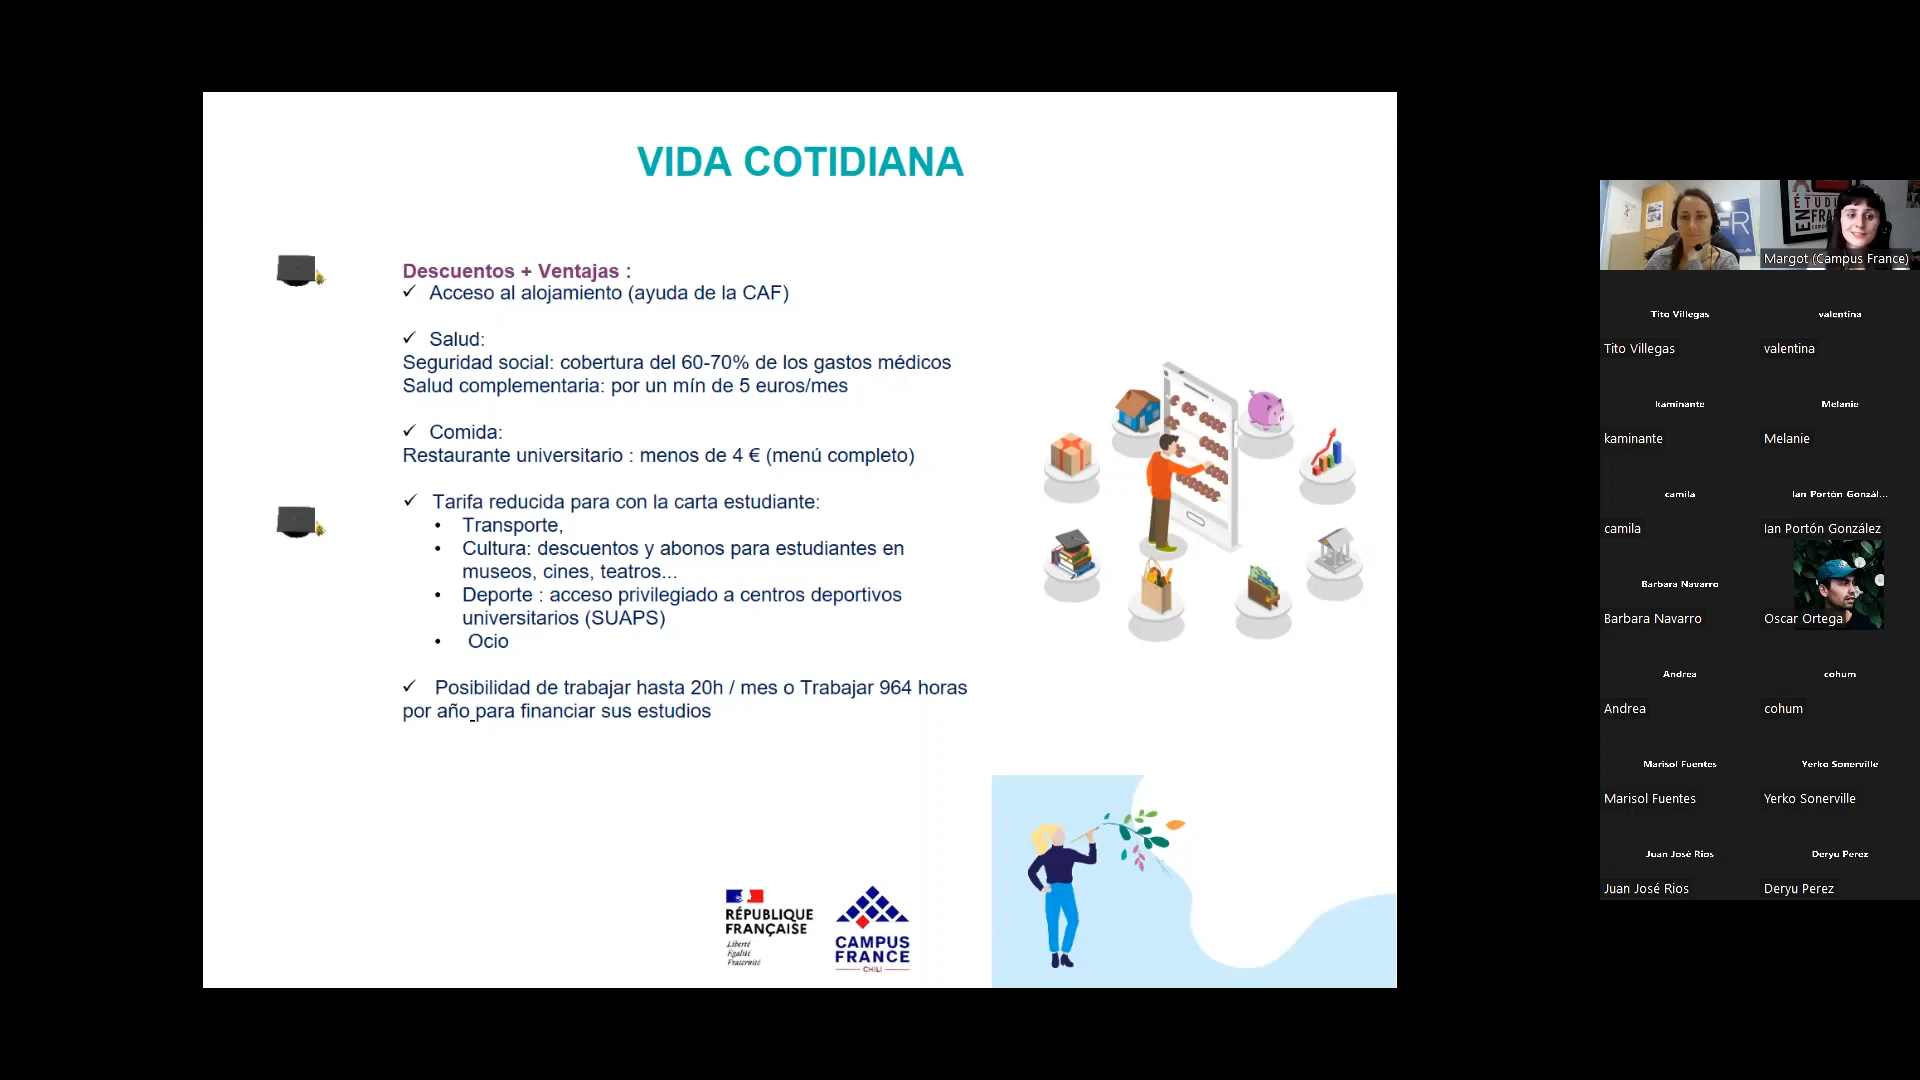 VIDA COTIDIANA
Descuentos + Ventajas :
✓ Acceso al alojamiento (ayuda de la CAF)
✓ Salud:
Seguridad social: cobertura del 60-70% de los gastos médicos
Salud complementaria: por un mín de 5 euros/mes
✓ Comida:
Restaurante universitario : menos de 4 € (menú completo)
✓ Tarifa reducida para con la carta estudiante:
• Transporte,
• Cultura: descuentos y abonos para estudiantes en
museos, cines, teatros...
• Deporte : acceso privilegiado a centros deportivos
universitarios (SUAPS)
• Ocio
✓ Posibilidad de trabajar hasta 20h / mes o Trabajar 964 horas
por año para financiar sus estudios
RÉPUBLIQUE
FRANÇAISE
Liberté
Égalité
Fraternité
CAMPUS
FRANCE
CHILI
Margot (Campus France)
Tito Villegas
valentina
Tito Villegas
valentina
kaminante
Melanie
kaminante
Melanie
camila
Ian Portón Gonzál...
camila
Ian Portón González
Barbara Navarro
Barbara Navarro
Oscar Ortega
Andrea
cohum
Andrea
cohum
Marisol Fuentes
Yerko Sonerville
Marisol Fuentes
Yerko Sonerville
Juan José Rios
Deryu Perez
Juan José Rios
Deryu Perez